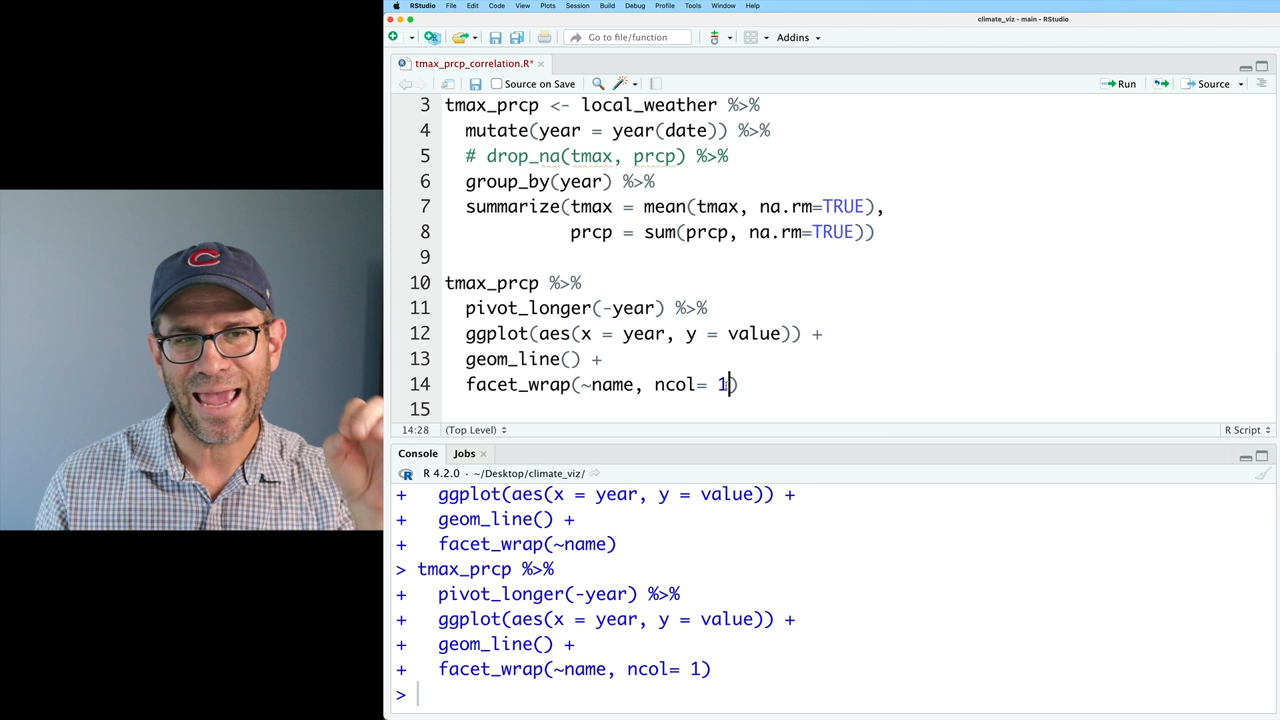 RStudio File Edit Code View Plots Session Build Debug Profile Tools Window Help
climate_viz - main - RStudio
Go to file/function Addins
tmax_prcp_correlation.R*
Source on Save Run Source
3 tmax_prcp <- local_weather %>%
4 mutate(year = year(date)) %>%
5 # drop_na(tmax, prcp) %>%
6 group_by(year) %>%
7 summarize(tmax = mean(tmax, na.rm=TRUE),
8 prcp = sum(prcp, na.rm=TRUE))
9
10 tmax_prcp %>%
11 pivot_longer(-year) %>%
12 ggplot(aes(x = year, y = value)) +
13 geom_line() +
14 facet_wrap(~name, ncol= 1)
15
14:28 (Top Level) R Script
Console Jobs
R 4.2.0 · ~/Desktop/climate_viz/
+ ggplot(aes(x = year, y = value)) +
+ geom_line() +
+ facet_wrap(~name)
> tmax_prcp %>%
+ pivot_longer(-year) %>%
+ ggplot(aes(x = year, y = value)) +
+ geom_line() +
+ facet_wrap(~name, ncol= 1)
>
C